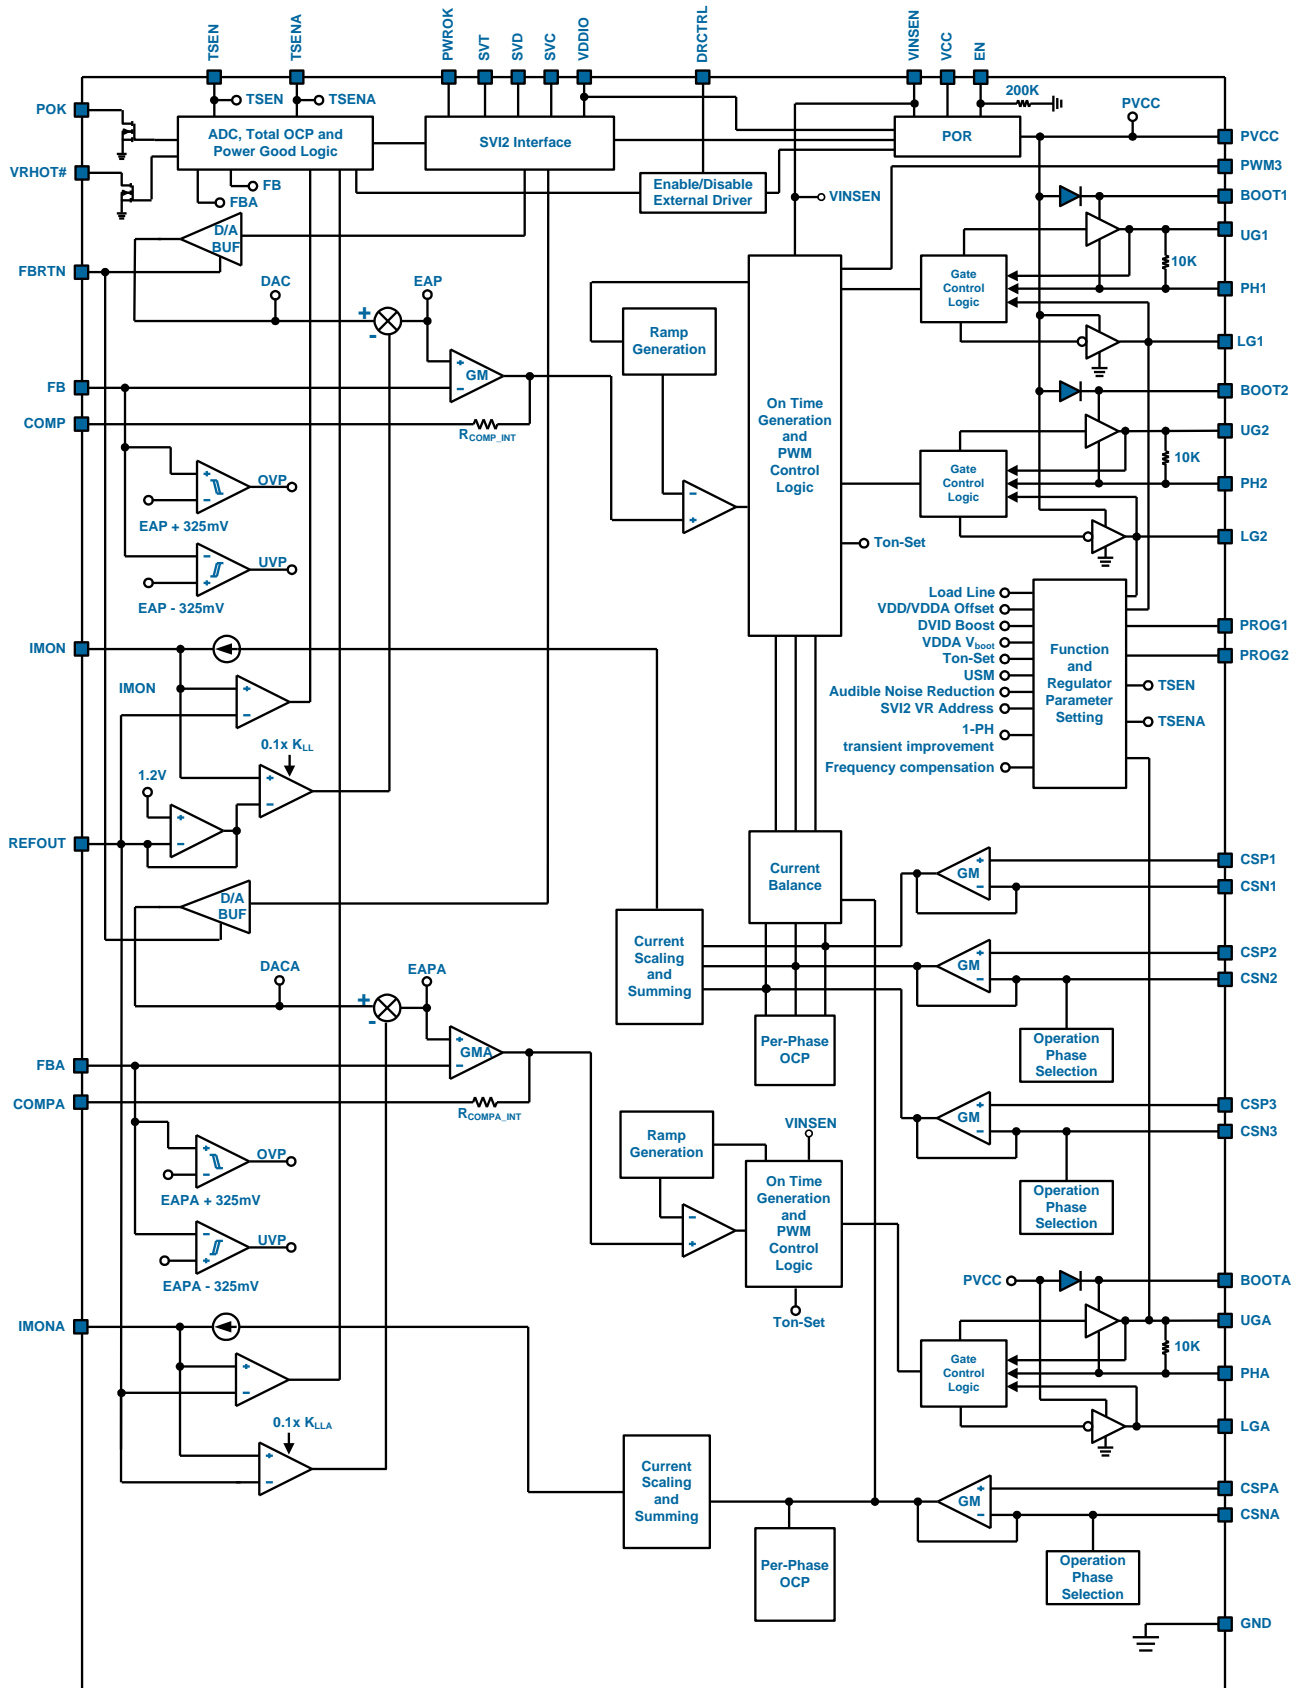 TSEN
TSENA
PWROK
SVT
SVD
SVC
VDDIO
DRCTRL
VINSEN
VCC
EN
200K
PVCC
POK
TSEN
TSENA
ADC, Total OCP and
Power Good Logic
SVI2 Interface
POR
PVCC
VRHOT#
FB
FBA
Enable/Disable
External Driver
VINSEN
PWM3
BOOT1
D/A
BUF
UG1
10K
FBRTN
DAC
EAP
Gate
Control
Logic
PH1
+
-
Ramp
Generation
LG1
FB
+
GM
-
COMP
RCOMP_INT
On Time
Generation
and
PWM
Control
Logic
BOOT2
UG2
10K
Gate
Control
Logic
PH2
+
-
OVP
EAP + 325mV
-
+
LG2
Ton-Set
-
+
UVP
EAP - 325mV
Load Line
VDD/VDDA Offset
DVID Boost
VDDA Vboot
Ton-Set
USM
Audible Noise Reduction
SVI2 VR Address
1-PH
transient improvement
Frequency compensation
Function
and
Regulator
Parameter
Setting
PROG1
PROG2
TSEN
TSENA
IMON
IMON
+
-
0.1x KLL
1.2V
+
-
+
-
REFOUT
Current
Balance
GM
+
-
CSP1
CSN1
D/A
BUF
Current
Scaling
and
Summing
GM
+
-
CSP2
CSN2
DACA
EAPA
+
-
Per-Phase
OCP
Operation
Phase
Selection
FBA
+
GMA
-
COMPA
RCOMPA_INT
GM
+
-
CSP3
CSN3
Ramp
Generation
VINSEN
+
-
OVP
EAPA + 325mV
On Time
Generation
and
PWM
Control
Logic
Operation
Phase
Selection
-
+
-
+
UVP
EAPA - 325mV
Ton-Set
PVCC
BOOTA
IMONA
UGA
10K
+
-
Gate
Control
Logic
PHA
0.1x KLLA
LGA
+
-
Current
Scaling
and
Summing
GM
+
-
CSPA
CSNA
Per-Phase
OCP
Operation
Phase
Selection
GND